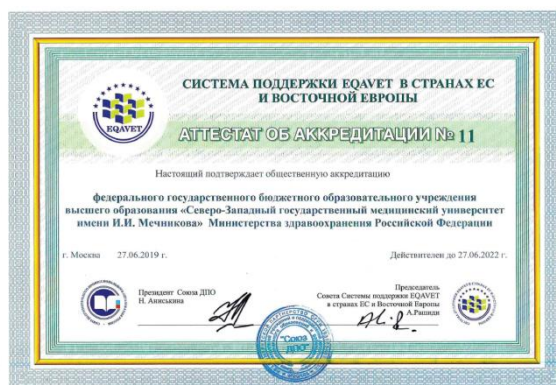 СИСТЕМА ПОДДЕРЖКИ EQAVET В СТРАНАХ ЕС
И ВОСТОЧНОЙ ЕВРОПЫ
EQAVET
АТТЕСТАТ ОБ АККРЕДИТАЦИИ № 11
Настоящий подтверждает общественную аккредитацию
федерального государственного бюджетного образовательного учреждения
высшего образования «Северо-Западный государственный медицинский университет
имени И.И. Мечникова» Министерства здравоохранения Российской Федерации
г. Москва 27.06.2019 г.
Действителен до 27.06.2022 г.
Президент Союза ДПО
Н. Аниськина
Председатель
Совета Системы поддержки EQAVET
в странах ЕС и Восточной Европы
А.Рашиди
"Союз
ДПО"